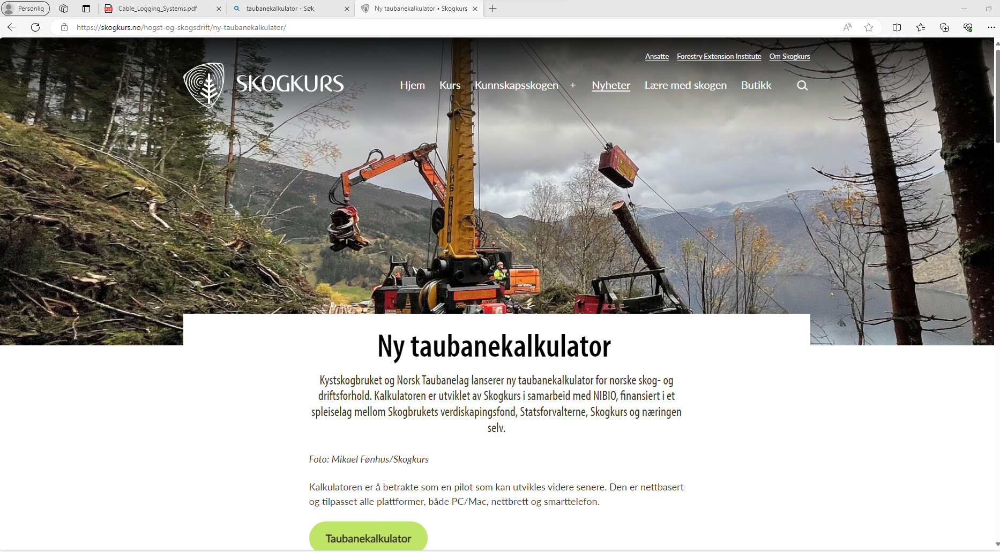 Personlig
Cable_Logging_Systems.pdf
taubanekalkulator - Søk
Ny taubanekalkulator • Skogkurs
https://skogkurs.no/hogst-og-skogsdrift/ny-taubanekalkulator/
Ansatte Forestry Extension Institute Om Skogkurs
SKOGKURS
Hjem Kurs Kunnskapsskogen + Nyheter Lære med skogen Butikk
Ny taubanekalkulator
Kystskogbruket og Norsk Taubanelag lanserer ny taubanekalkulator for norske skog- og
driftsforhold. Kalkulatoren er utviklet av Skogkurs i samarbeid med NIBIO, finansiert i et
spleiselag mellom Skogbrukets verdiskapingsfond, Statsforvalterne, Skogkurs og næringen
selv.
Foto: Mikael Fønhus/Skogkurs
Kalkulatoren er å betrakte som en pilot som kan utvikles videre senere. Den er nettbasert
og tilpasset alle plattformer, både PC/Mac, nettbrett og smarttelefon.
Taubanekalkulator